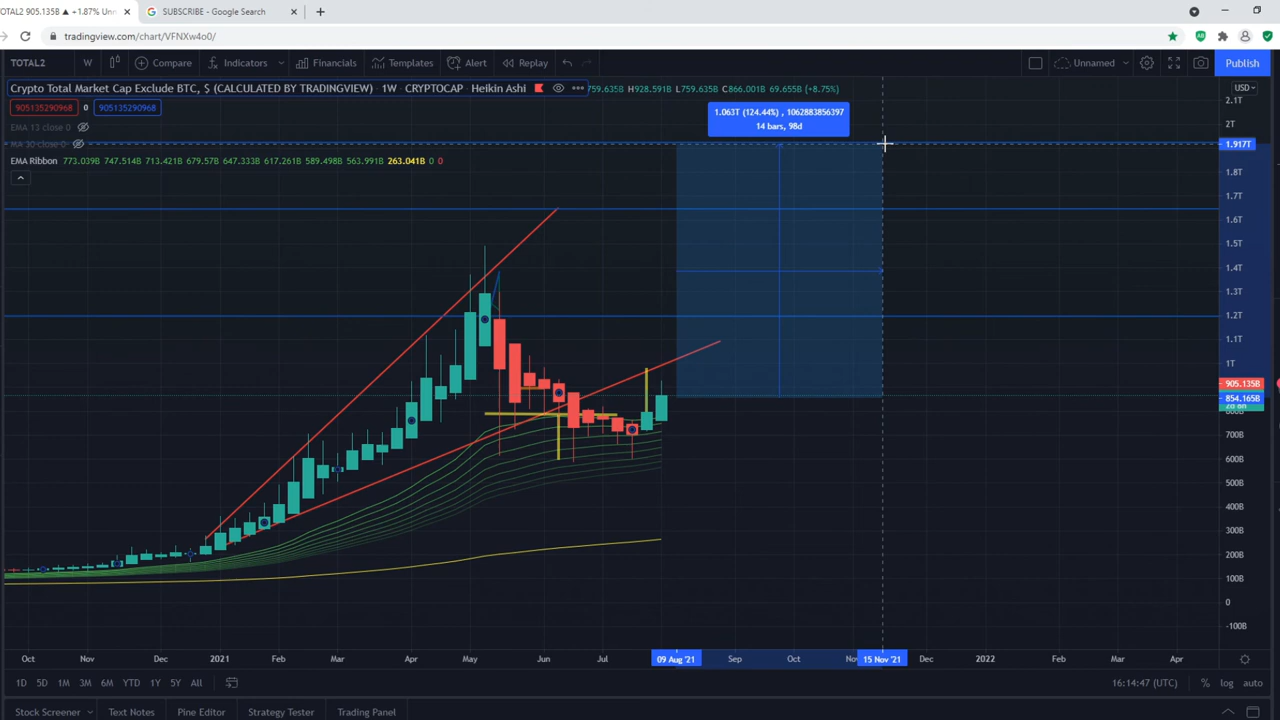 TOTAL2 905.135B ▲ +1.87% Unnamed
SUBSCRIBE - Google Search
tradingview.com/chart/VFNXw4o0/
TOTAL2 W Compare Indicators Financials Templates Alert Replay Unnamed Publish
Crypto Total Market Cap Exclude BTC, $ (CALCULATED BY TRADINGVIEW) · 1W · CRYPTOCAP · Heikin Ashi 759.635B H928.591B L759.635B C866.001B 69.655B (+8.75%)
905135290968 0 905135290968
EMA 13 close 0
MA 30 close 0
EMA Ribbon 773.039B 747.514B 713.421B 679.57B 647.333B 617.261B 589.498B 563.991B 263.041B 0 0
1.063T (124.44%) , 1062883856397
14 bars, 98d
USD
2.1T
2T
1.917T
1.8T
1.7T
1.6T
1.5T
1.4T
1.3T
1.2T
1.1T
1T
905.135B
854.165B
800B
700B
600B
500B
400B
300B
200B
100B
0
-100B
Oct Nov Dec 2021 Feb Mar Apr May Jun Jul 09 Aug '21 Sep Oct No 15 Nov '21 Dec 2022 Feb Mar Apr
1D 5D 1M 3M 6M YTD 1Y 5Y All 16:14:47 (UTC) % log auto
Stock Screener Text Notes Pine Editor Strategy Tester Trading Panel